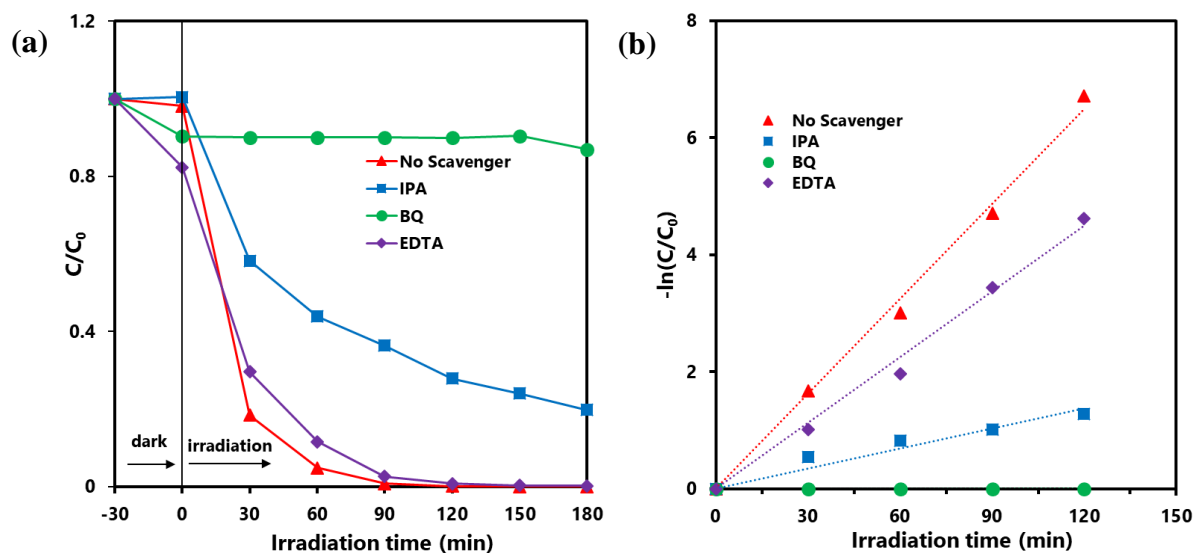 (a)
1.2
0.8
0.4
0
C/C0
No Scavenger
IPA
BQ
EDTA
dark
irradiation
-30 0 30 60 90 120 150 180
Irradiation time (min)
(b)
8
6
4
2
0
-ln(C/C0)
No Scavenger
IPA
BQ
EDTA
0 30 60 90 120 150
Irradiation time (min)